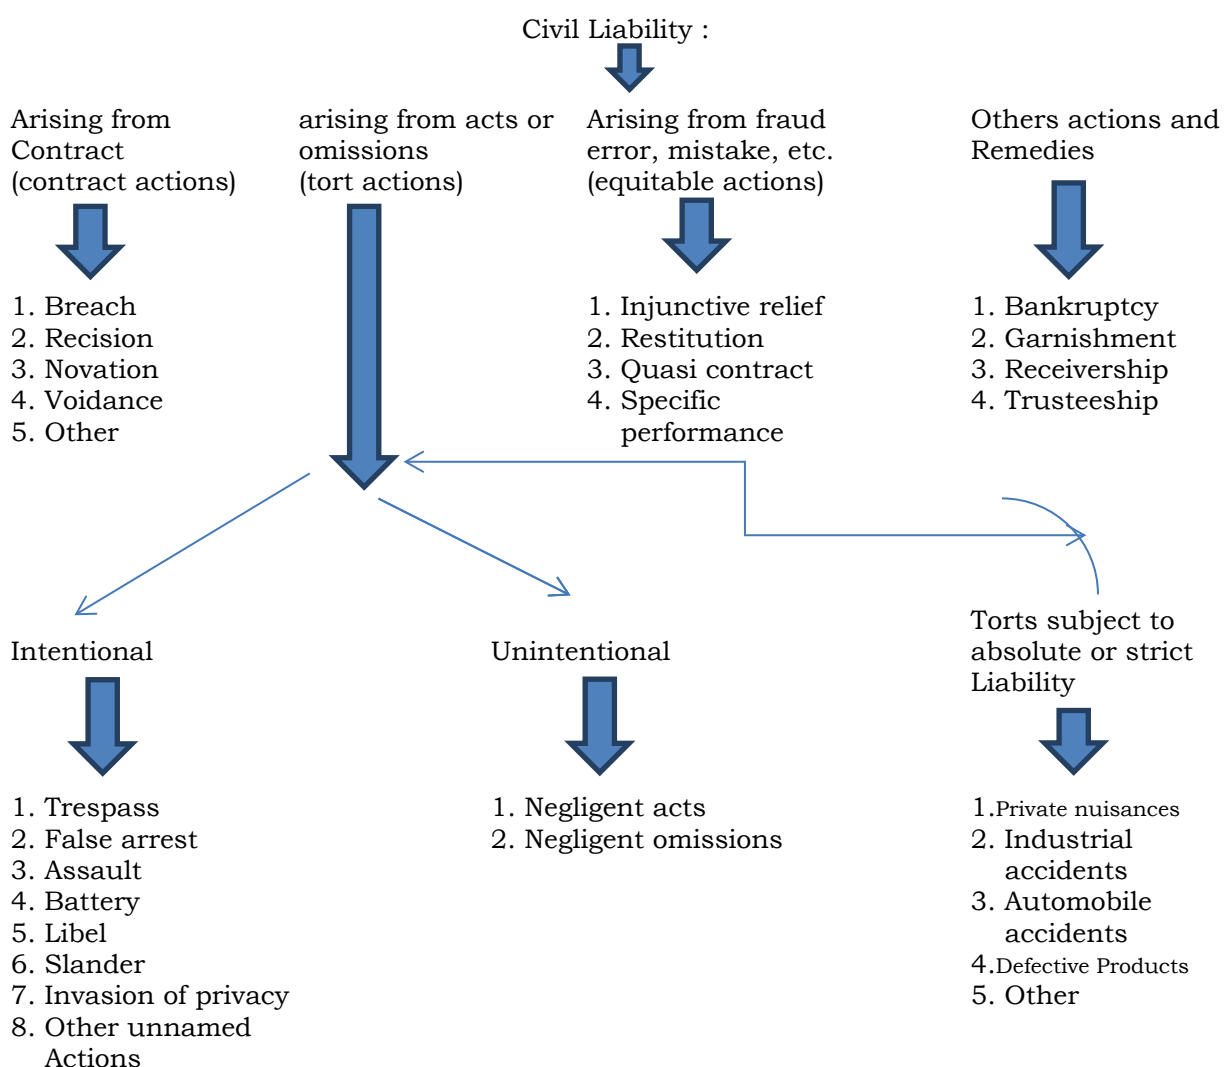 Civil Liability :
Arising from
Contract
(contract actions)
arising from acts or
omissions
(tort actions)
Arising from fraud
error, mistake, etc.
(equitable actions)
Others actions and
Remedies
1. Breach
2. Recision
3. Novation
4. Voidance
5. Other
1. Injunctive relief
2. Restitution
3. Quasi contract
4. Specific
performance
1. Bankruptcy
2. Garnishment
3. Receivership
4. Trusteeship
Intentional
Unintentional
Torts subject to
absolute or strict
Liability
1. Trespass
2. False arrest
3. Assault
4. Battery
5. Libel
6. Slander
7. Invasion of privacy
8. Other unnamed
Actions
1. Negligent acts
2. Negligent omissions
1.Private nuisances
2. Industrial
accidents
3. Automobile
accidents
4.Defective Products
5. Other